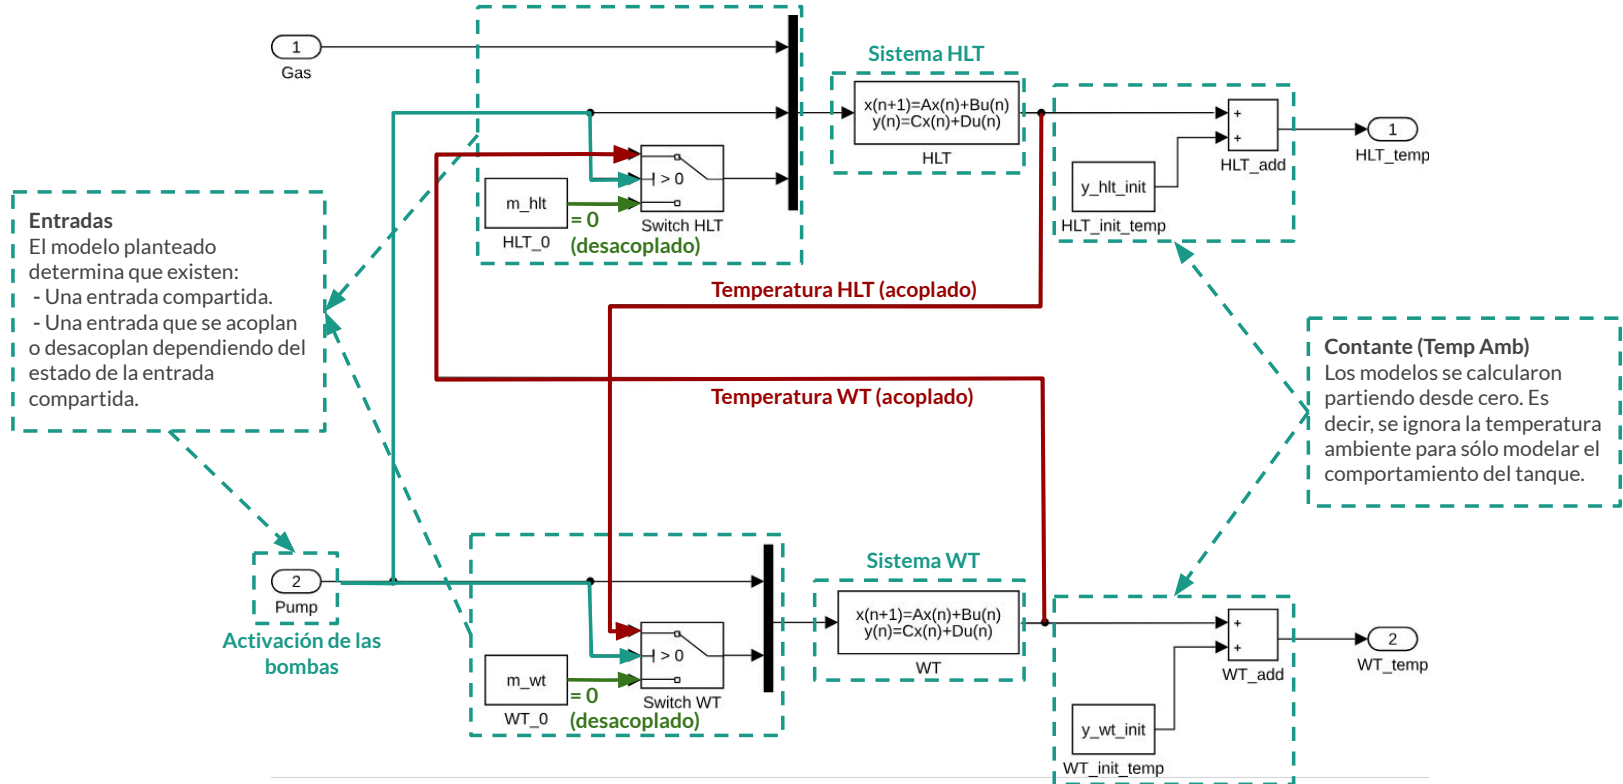 1
Gas
Sistema HLT
x(n+1)=Ax(n)+Bu(n)
y(n)=Cx(n)+Du(n)
HLT
+
+
HLT_add
1
HLT_temp
y_hlt_init
HLT_init_temp
> 0
Switch HLT
m_hlt
HLT_0
= 0
(desacoplado)
Entradas
El modelo planteado
determina que existen:
- Una entrada compartida.
- Una entrada que se acoplan
o desacoplan dependiendo del
estado de la entrada
compartida.
Temperatura HLT (acoplado)
Temperatura WT (acoplado)
Contante (Temp Amb)
Los modelos se calcularon
partiendo desde cero. Es
decir, se ignora la temperatura
ambiente para sólo modelar el
comportamiento del tanque.
2
Pump
Activación de las
bombas
Sistema WT
x(n+1)=Ax(n)+Bu(n)
y(n)=Cx(n)+Du(n)
WT
> 0
Switch WT
m_wt
WT_0
= 0
(desacoplado)
+
+
WT_add
2
WT_temp
y_wt_init
WT_init_temp